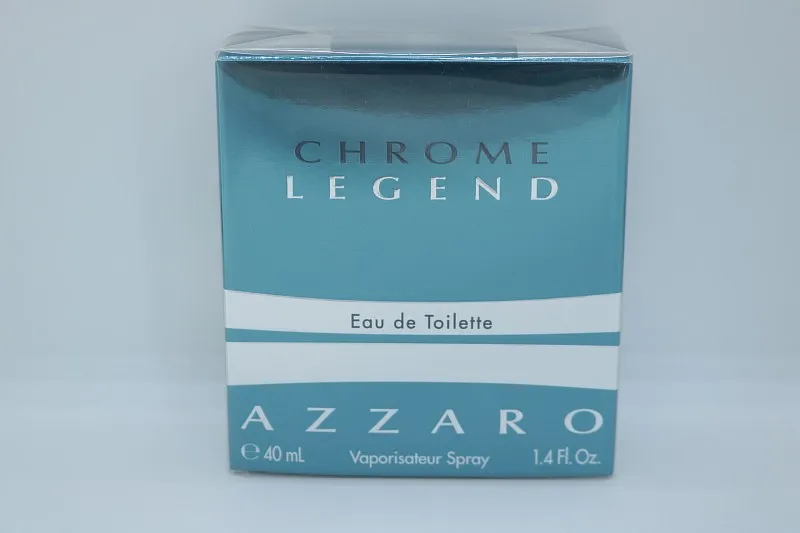 CHROME
LEGEND
Eau de Toilette
AZZARO
℮ 40 mL Vaporisateur Spray 1.4 Fl. Oz.